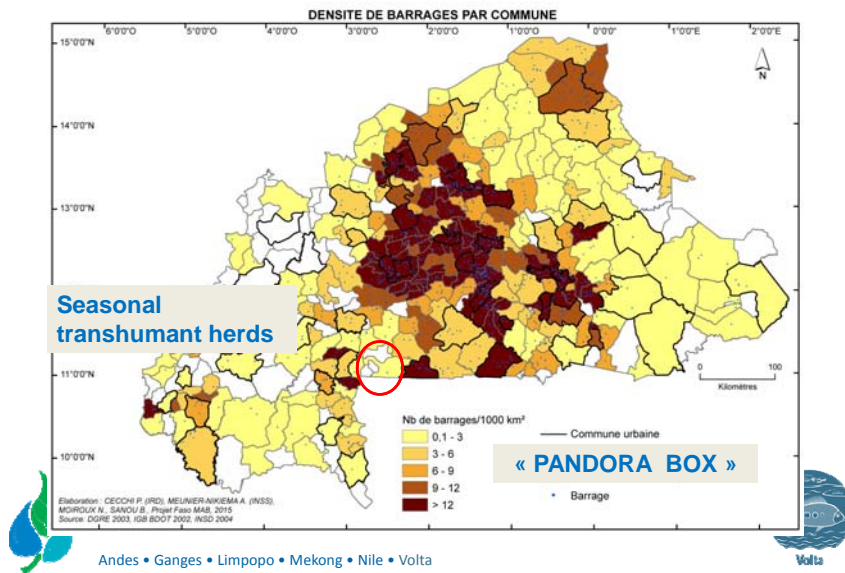 DENSITE DE BARRAGES PAR COMMUNE
6°0'0"O 5°0'0"O 4°0'0"O 3°0'0"O 2°0'0"O 1°0'0"O 0°0'0" 1°0'0"E 2°0'0"E
15°0'0"N
N
14°0'0"N
13°0'0"N
12°0'0"N
Seasonal
transhumant herds
11°0'0"N
0 100
Kilomètres
Nb de barrages/1000 km²
0,1 - 3
3 - 6
6 - 9
9 - 12
> 12
Commune urbaine
« PANDORA BOX »
Barrage
10°0'0"N
Elaboration : CECCHI P. (IRD), MEUNIER-NIKIEMA A. (INSS),
MOIROUX N., SANOU B., Projet Faso MAB, 2015
Source: DGRE 2003, IGB BDOT 2002, INSD 2004
Andes • Ganges • Limpopo • Mekong • Nile • Volta
Volta